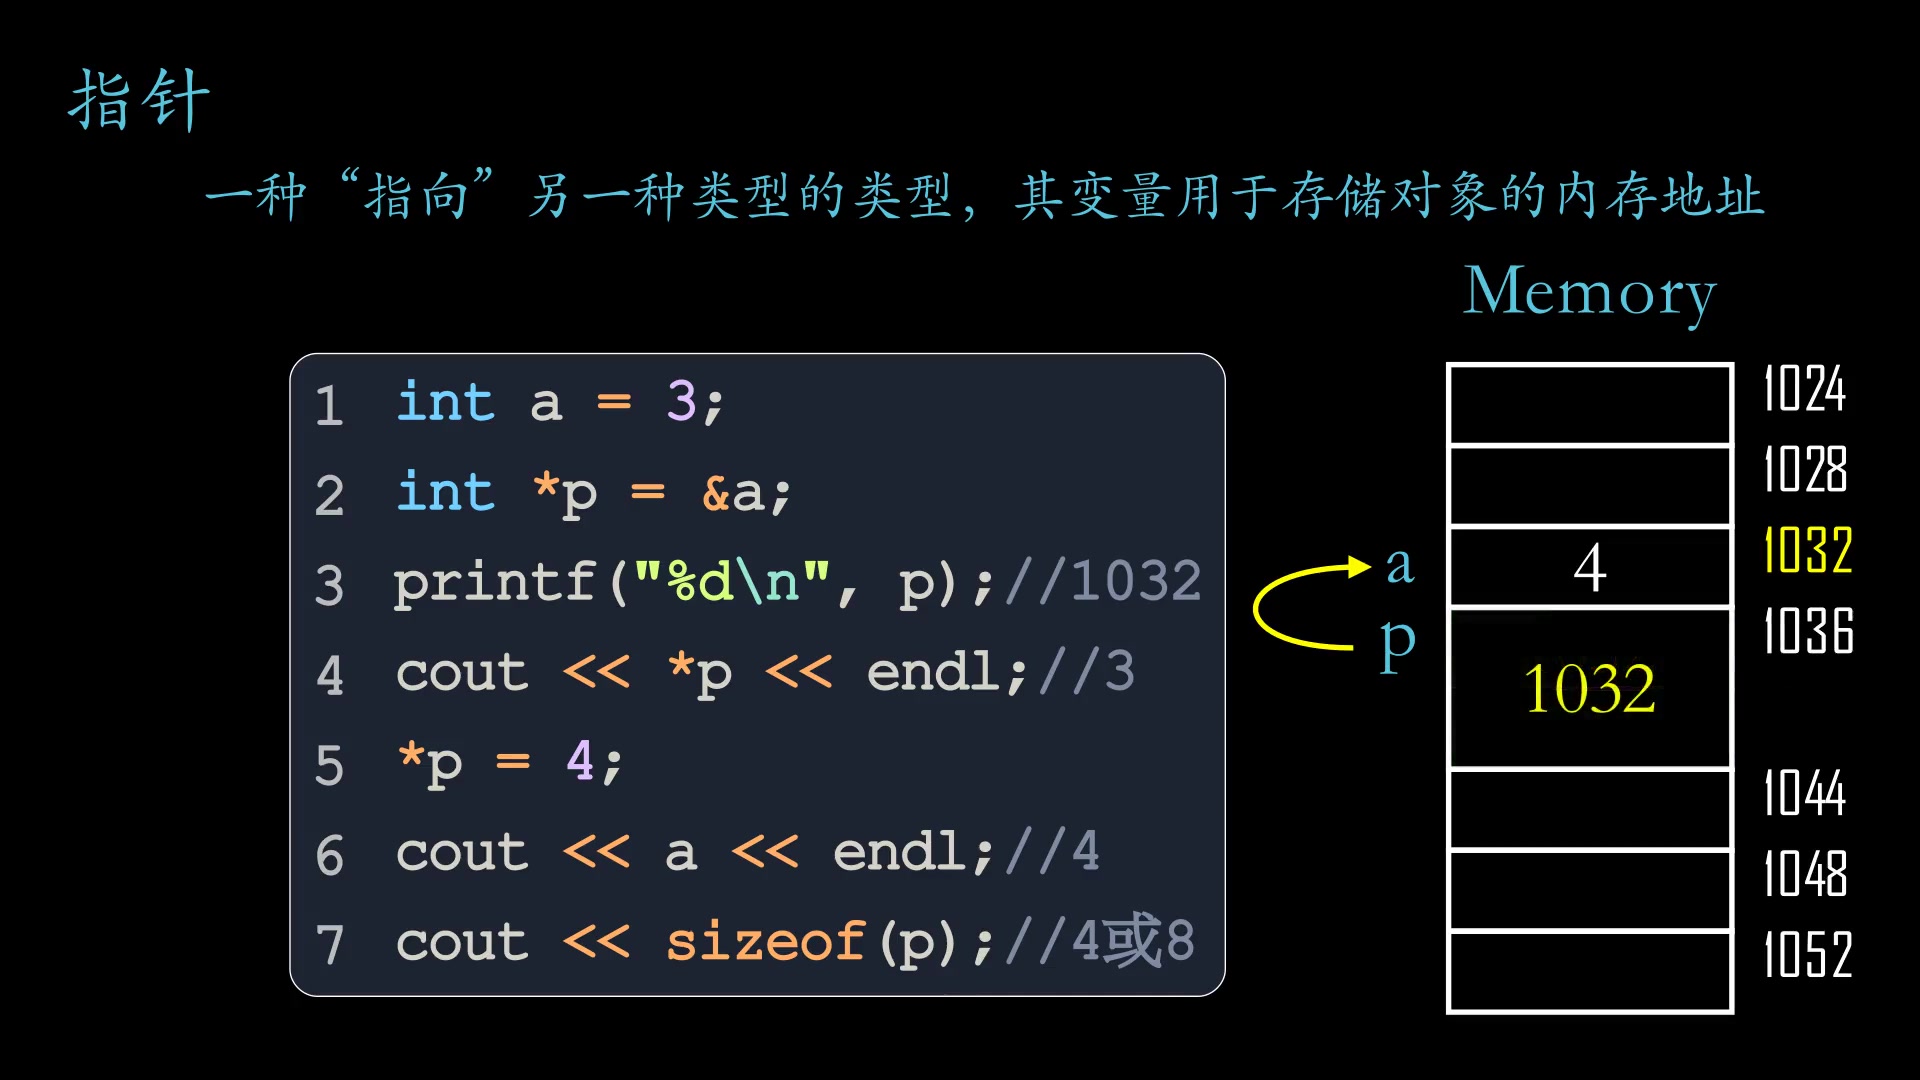 指针
一种“指向”另一种类型的类型，其变量用于存储对象的内存地址
Memory
1 int a = 3;
2 int *p = &a;
3 printf("%d\n", p);//1032
4 cout << *p << endl;//3
5 *p = 4;
6 cout << a << endl;//4
7 cout << sizeof(p);//4或8
1024
1028
a 4 1032
p 1036
1032
1044
1048
1052